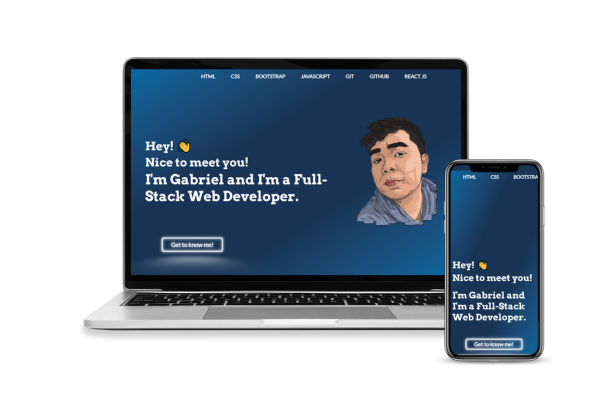 HTML CSS BOOTSTRAP JAVASCRIPT GIT GITHUB REACT JS
Hey! 👋
Nice to meet you!
I'm Gabriel and I'm a Full-
Stack Web Developer.
Get to know me!
HTML CSS BOOTSTRA
Hey! 👋
Nice to meet you!
I'm Gabriel and
I'm a Full-Stack
Web Developer.
Get to know me!